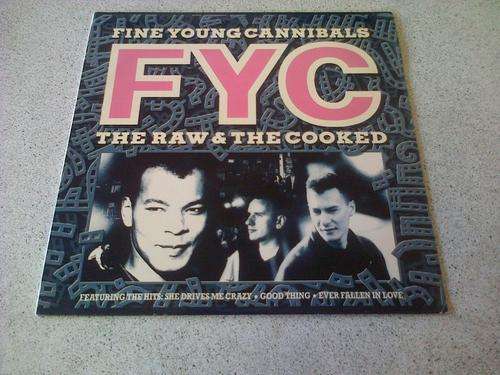 FINE YOUNG CANNIBALS
FYC
THE RAW & THE COOKED
FEATURING THE HITS: SHE DRIVES ME CRAZY • GOOD THING • EVER FALLEN IN LOVE